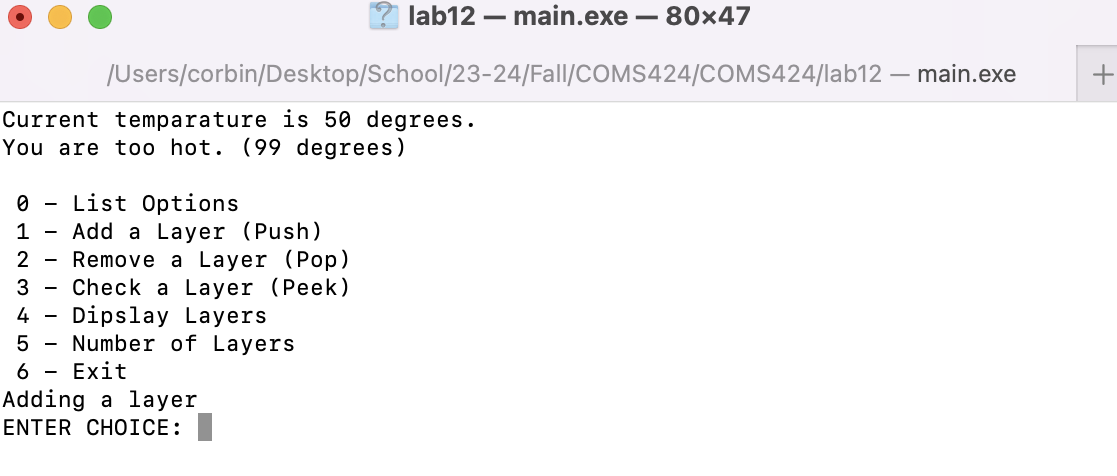 lab12 — main.exe — 80×47
/Users/corbin/Desktop/School/23-24/Fall/COMS424/COMS424/lab12 — main.exe
Current temparature is 50 degrees.
You are too hot. (99 degrees)
0 - List Options
1 - Add a Layer (Push)
2 - Remove a Layer (Pop)
3 - Check a Layer (Peek)
4 - Dipslay Layers
5 - Number of Layers
6 - Exit
Adding a layer
ENTER CHOICE: